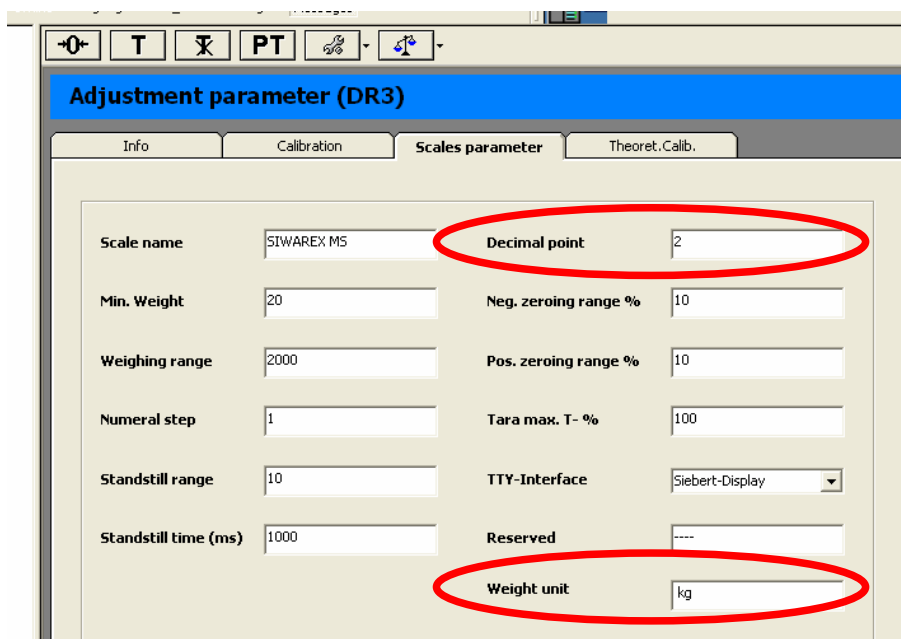 →0← T T PT
Adjustment parameter (DR3)
Info Calibration Scales parameter Theoret.Calib.
Scale name SIWAREX MS Decimal point 2
Min. Weight 20 Neg. zeroing range % 10
Weighing range 2000 Pos. zeroing range % 10
Numeral step 1 Tara max. T- % 100
Standstill range 10 TTY-Interface Siebert-Display
Standstill time (ms) 1000 Reserved ----
Weight unit kg